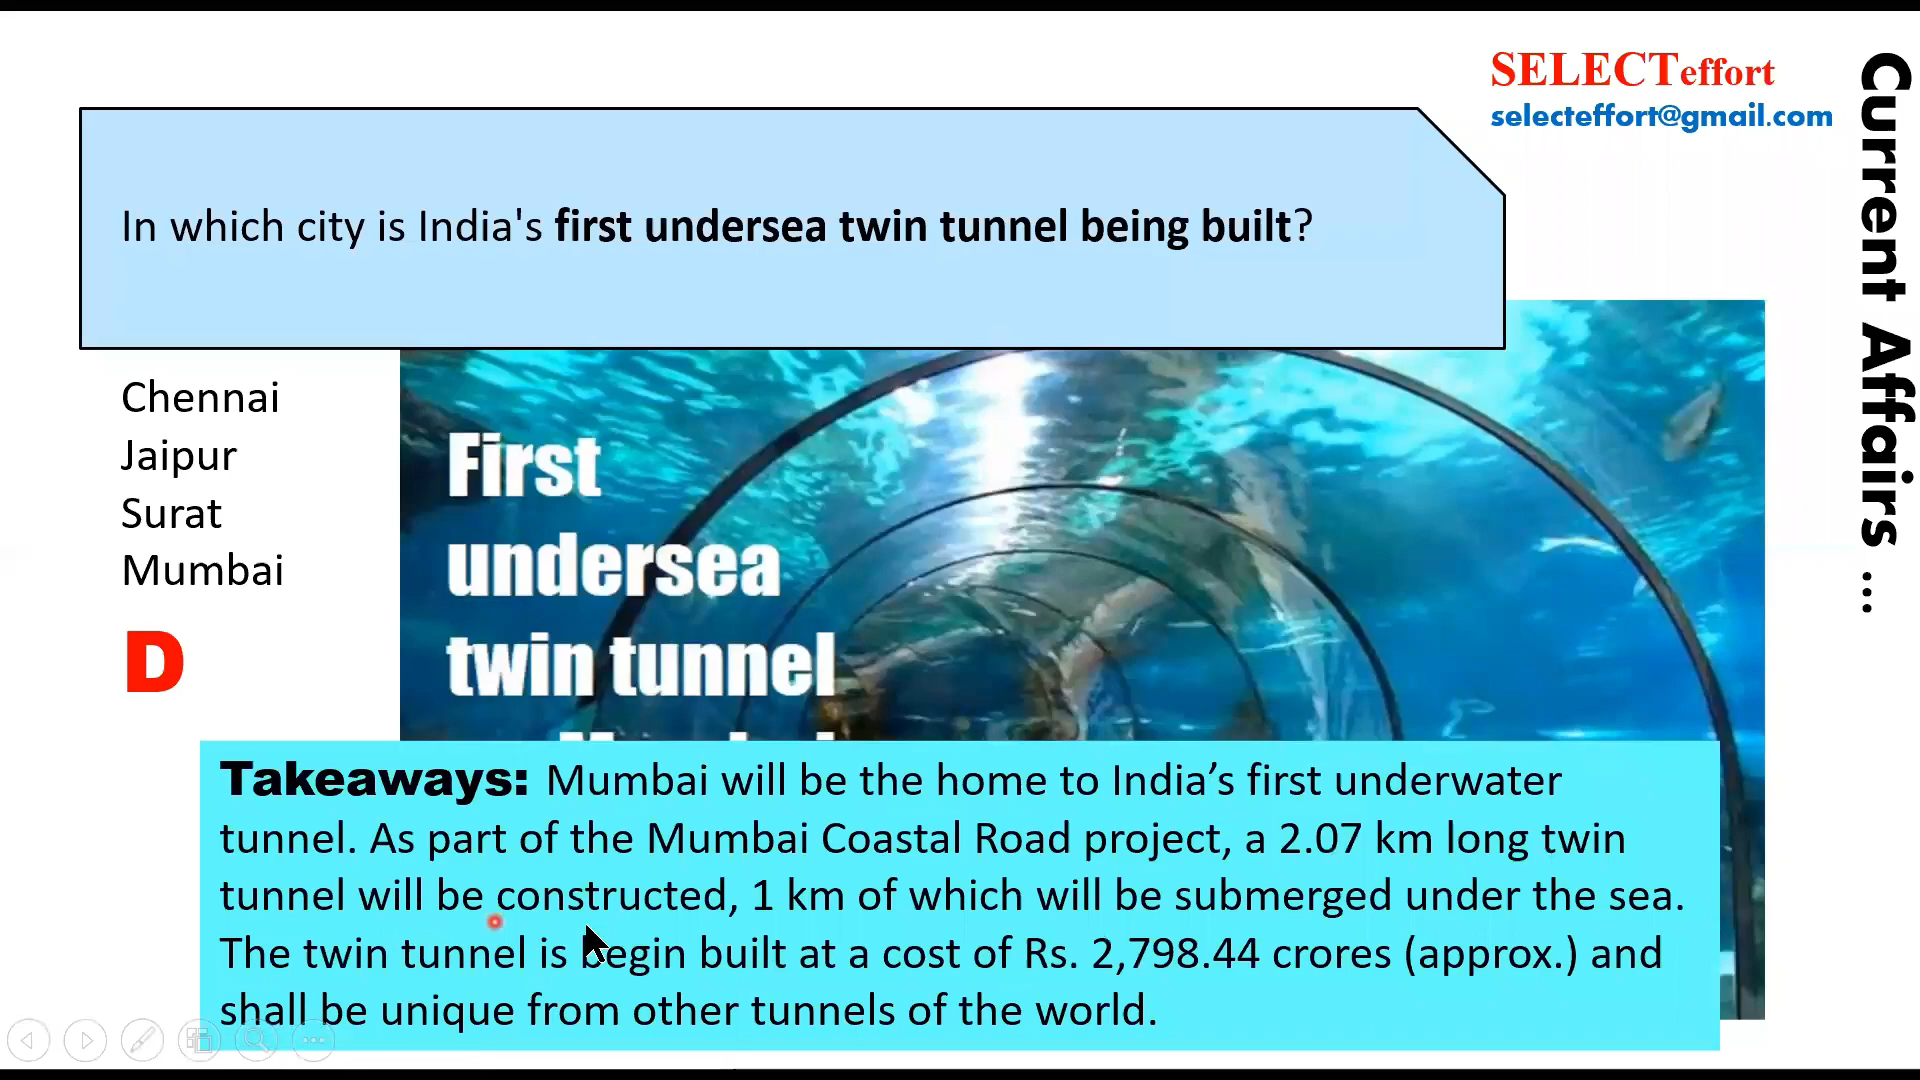 SELECTeffort
selecteffort@gmail.com
Current Affairs ...
In which city is India's first undersea twin tunnel being built?
Chennai
Jaipur
Surat
Mumbai
D
First
undersea
twin tunnel
Takeaways: Mumbai will be the home to India’s first underwater
tunnel. As part of the Mumbai Coastal Road project, a 2.07 km long twin
tunnel will be constructed, 1 km of which will be submerged under the sea.
The twin tunnel is begin built at a cost of Rs. 2,798.44 crores (approx.) and
shall be unique from other tunnels of the world.